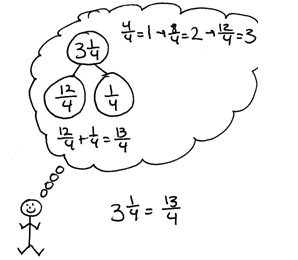 4/4 = 1 → 8/4 = 2 → 12/4 = 3
3 1/4
12/4 1/4
12/4 + 1/4 = 13/4
3 1/4 = 13/4